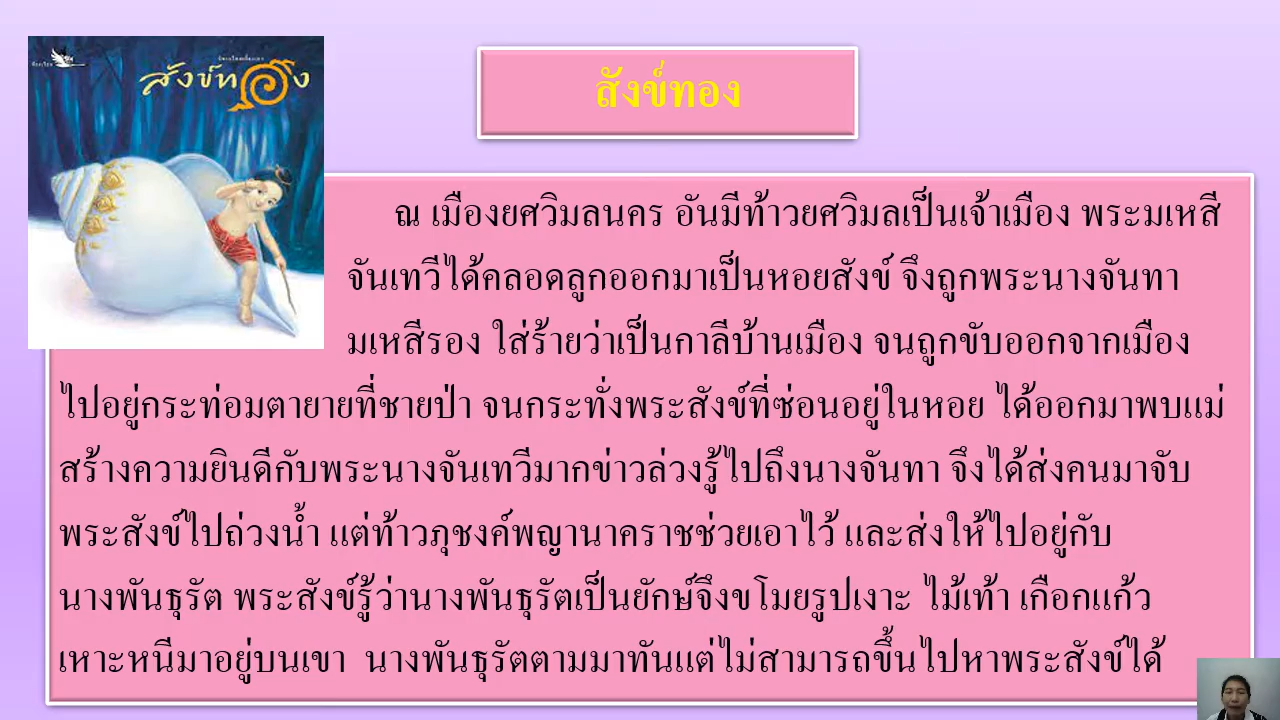 สังข์ทอง
สังข์ทอง
ณ เมืองยศวิมลนคร อันมีท้าวยศวิมลเป็นเจ้าเมือง พระมเหสี
จันเทวีได้คลอดลูกออกมาเป็นหอยสังข์ จึงถูกพระนางจันทา
มเหสีรอง ใส่ร้ายว่าเป็นกาลีบ้านเมือง จนถูกขับออกจากเมือง
ไปอยู่กระท่อมตายายที่ชายป่า จนกระทั่งพระสังข์ที่ซ่อนอยู่ในหอย ได้ออกมาพบแม่
สร้างความยินดีกับพระนางจันเทวีมากข่าวล่วงรู้ไปถึงนางจันทา จึงได้ส่งคนมาจับ
พระสังข์ไปถ่วงน้ำ แต่ท้าวภุชงค์พญานาคราชช่วยเอาไว้ และส่งให้ไปอยู่กับ
นางพันธุรัต พระสังข์รู้ว่านางพันธุรัตเป็นยักษ์จึงขโมยรูปเงาะ ไม้เท้า เกือกแก้ว
เหาะหนีมาอยู่บนเขา นางพันธุรัตตามมาทันแต่ไม่สามารถขึ้นไปหาพระสังข์ได้